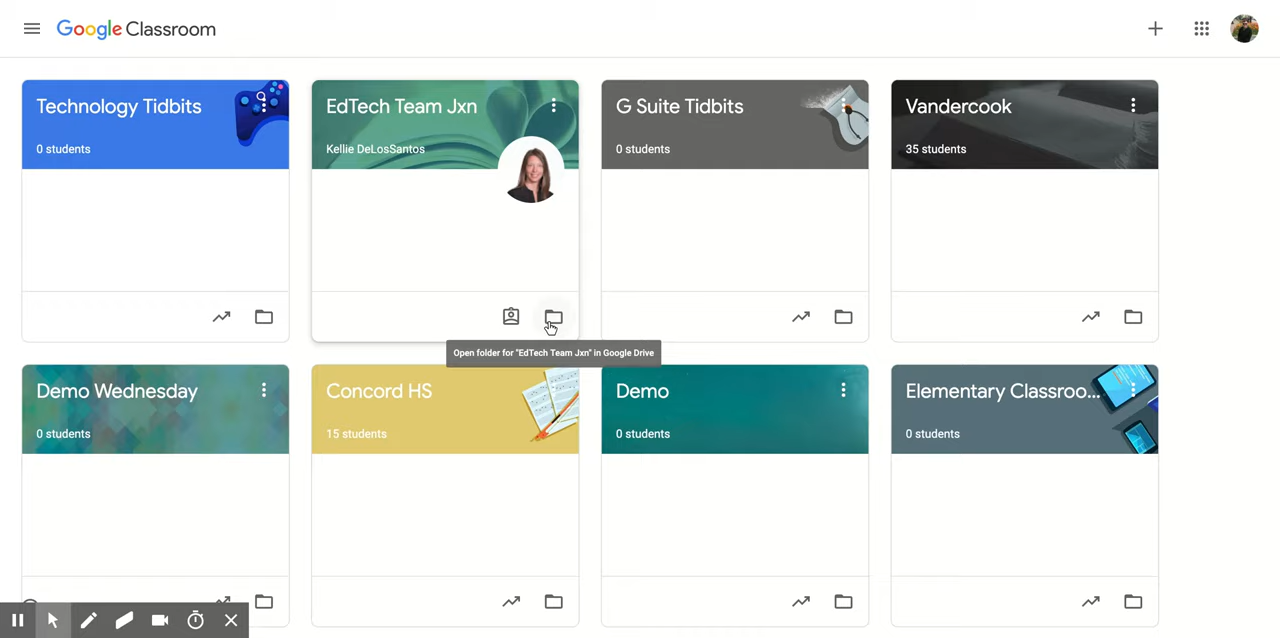 Google Classroom
Technology Tidbits
0 students
EdTech Team Jxn
Kellie DeLosSantos
G Suite Tidbits
0 students
Vandercook
35 students
Open folder for "EdTech Team Jxn" in Google Drive
Demo Wednesday
0 students
Concord HS
15 students
Demo
0 students
Elementary Classroo...
0 students